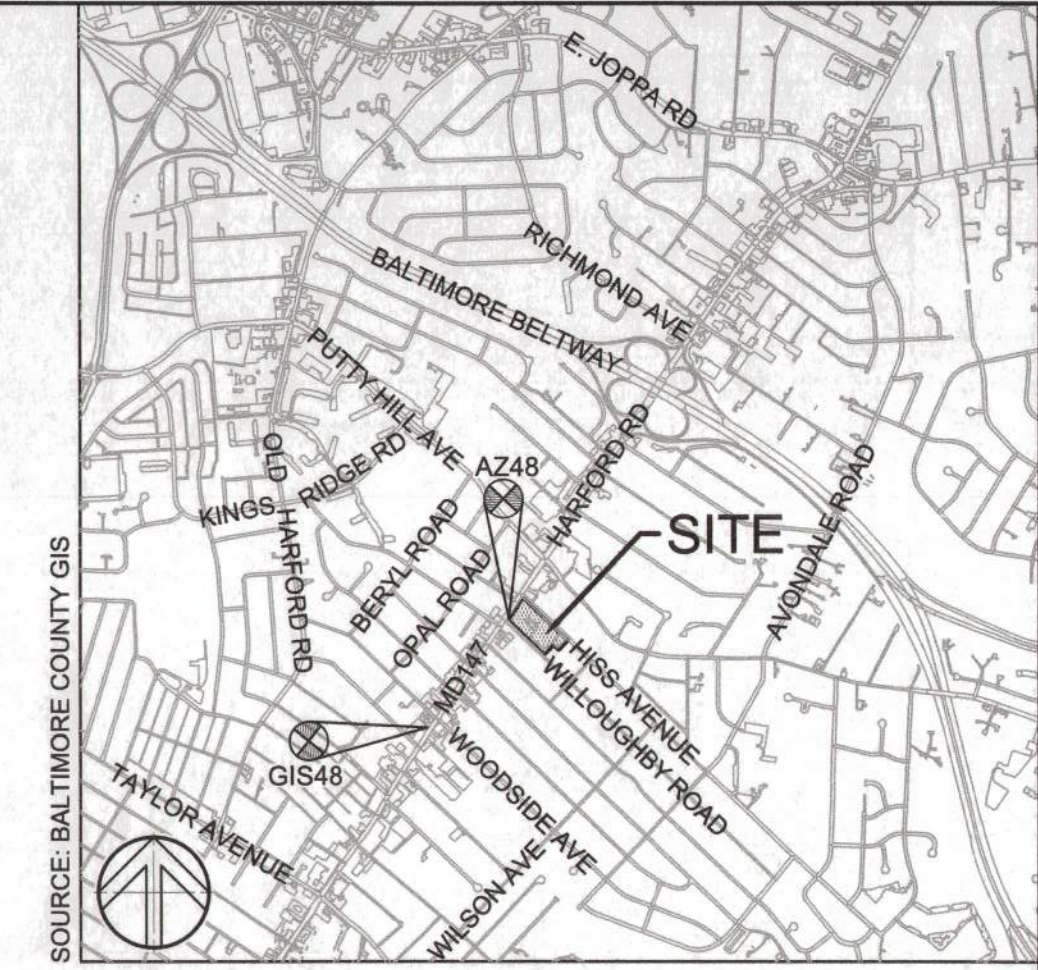 E. JOPPA RD
RICHMOND AVE
BALTIMORE BELTWAY
PUTTY HILL AVE
HARFORD RD
OLD HARFORD RD
KINGS RIDGE RD
AZ48
SITE
BERYL ROAD
OPAL ROAD
AVONDALE ROAD
MD147
HISS AVENUE
WILLOUGHBY ROAD
GIS48
WOODSIDE AVE
TAYLOR AVENUE
WILSON AVE
SOURCE: BALTIMORE COUNTY GIS